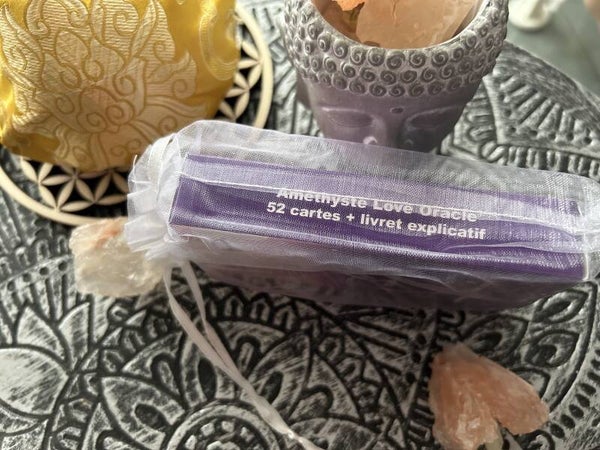 Amethyste Love Oracle
52 cartes + livret explicatif